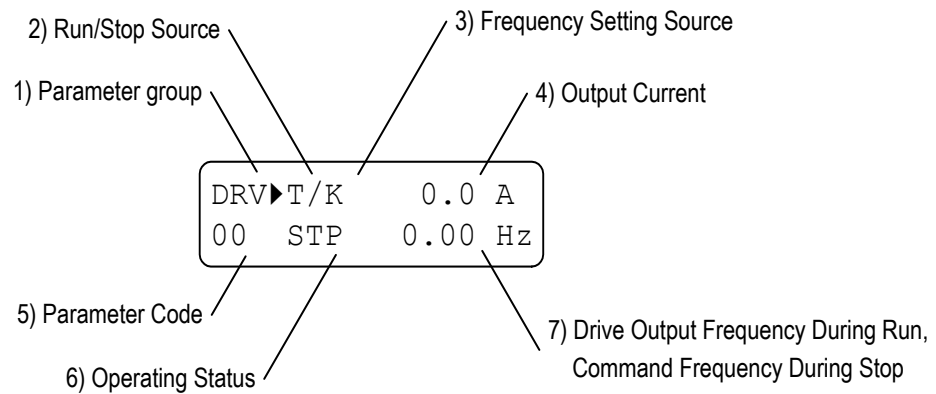 2) Run/Stop Source
3) Frequency Setting Source
1) Parameter group
4) Output Current
DRV▶T/K 0.0 A
00 STP 0.00 Hz
5) Parameter Code
6) Operating Status
7) Drive Output Frequency During Run,
Command Frequency During Stop